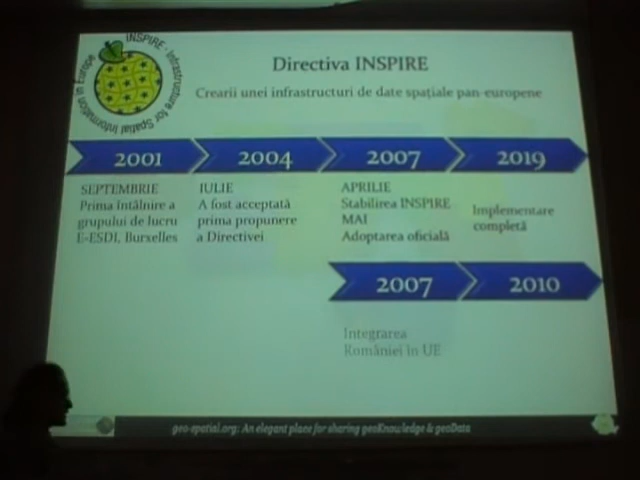 INSPIRE - Infrastructure for Spatial Information in Europe
Directiva INSPIRE
Crearii unei infrastructuri de date spațiale pan-europene
2001
2004
2007
2019
SEPTEMBRIE
Prima întâlnire a
grupului de lucru
E-ESDI, Burxelles
IULIE
A fost acceptată
prima propunere
a Directivei
APRILIE
Stabilirea INSPIRE
MAI
Adoptarea oficială
Implementare
completă
2007
2010
Integrarea
României în UE
geo-spatial.org: An elegant place for sharing geoKnowledge & geoData